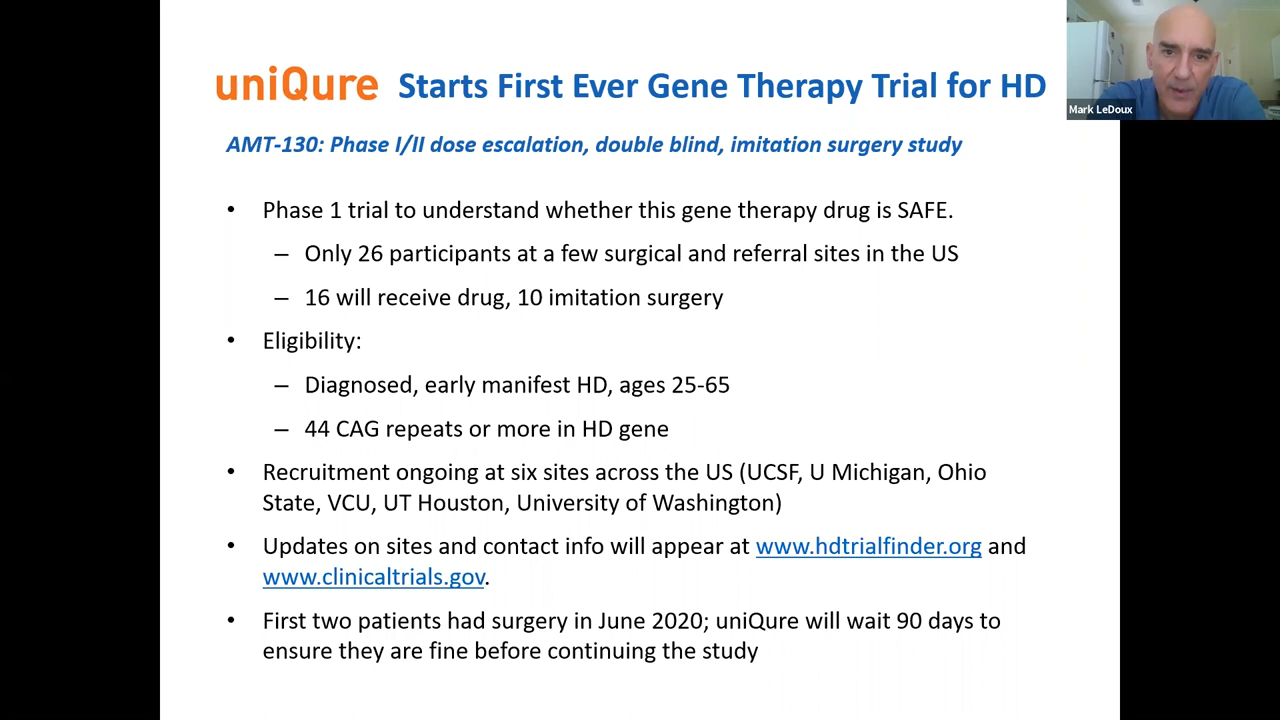 uniQure Starts First Ever Gene Therapy Trial for HD
Mark LeDoux
AMT-130: Phase I/II dose escalation, double blind, imitation surgery study
• Phase 1 trial to understand whether this gene therapy drug is SAFE.
– Only 26 participants at a few surgical and referral sites in the US
– 16 will receive drug, 10 imitation surgery
• Eligibility:
– Diagnosed, early manifest HD, ages 25-65
– 44 CAG repeats or more in HD gene
• Recruitment ongoing at six sites across the US (UCSF, U Michigan, Ohio
State, VCU, UT Houston, University of Washington)
• Updates on sites and contact info will appear at www.hdtrialfinder.org and
www.clinicaltrials.gov.
• First two patients had surgery in June 2020; uniQure will wait 90 days to
ensure they are fine before continuing the study